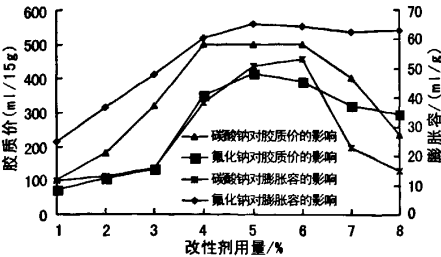 胶质价(ml/15g)
600
500
400
300
200
100
0
碳酸钠对胶质价的影响
氟化钠对胶质价的影响
碳酸钠对膨胀容的影响
氟化钠对膨胀容的影响
70
60
50
40
30
20
10
0
膨胀容/(ml/g)
1 2 3 4 5 6 7 8
改性剂用量/%